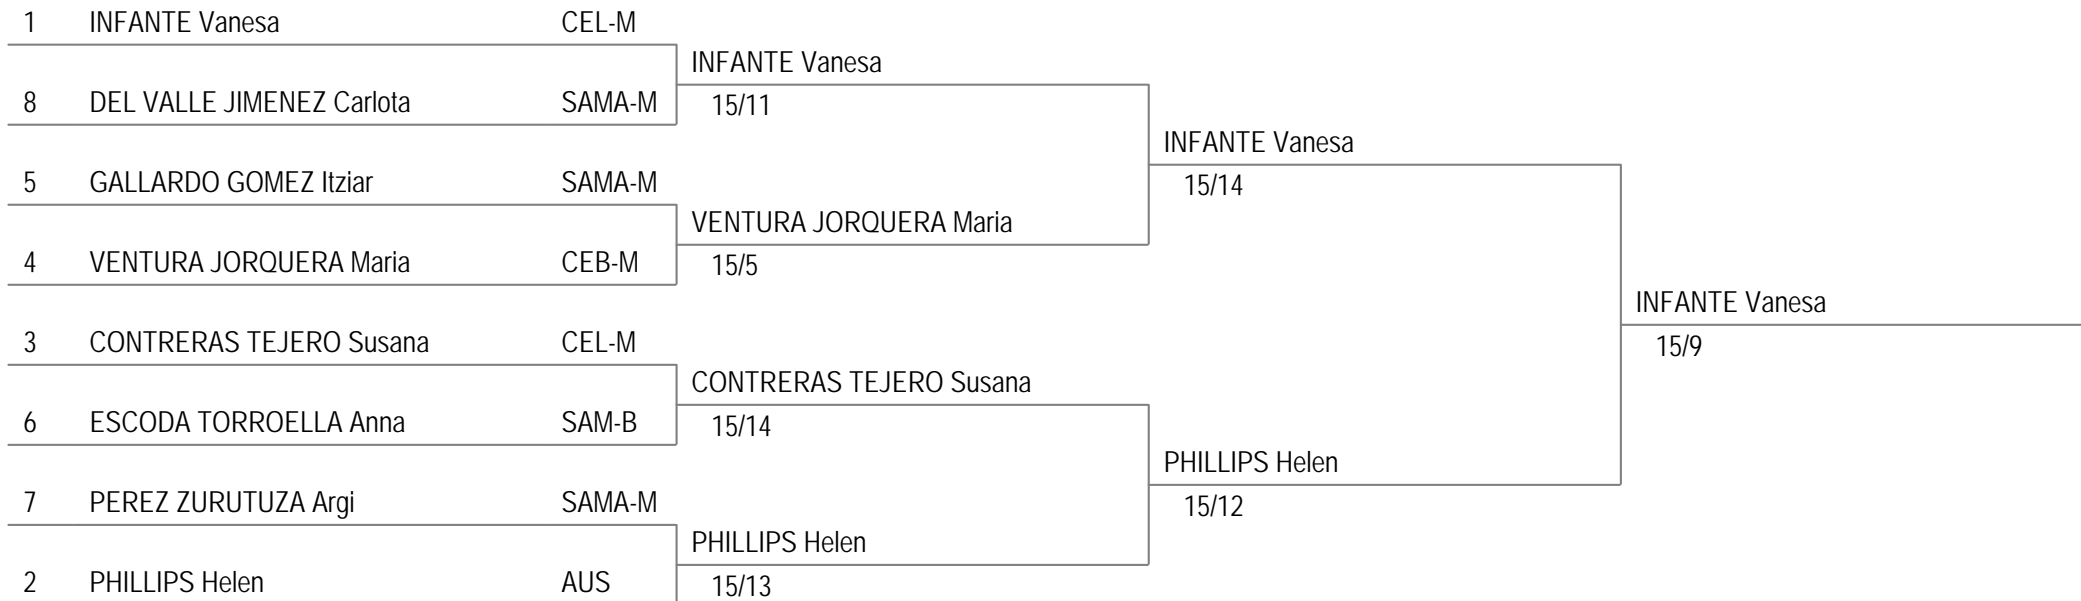 1 INFANTE Vanesa CEL-M
INFANTE Vanesa
8 DEL VALLE JIMENEZ Carlota SAMA-M
15/11
INFANTE Vanesa
5 GALLARDO GOMEZ Itziar SAMA-M
15/14
VENTURA JORQUERA Maria
4 VENTURA JORQUERA Maria CEB-M
15/5
INFANTE Vanesa
3 CONTRERAS TEJERO Susana CEL-M
15/9
CONTRERAS TEJERO Susana
6 ESCODA TORROELLA Anna SAM-B
15/14
PHILLIPS Helen
7 PEREZ ZURUTUZA Argi SAMA-M
15/12
PHILLIPS Helen
2 PHILLIPS Helen AUS
15/13